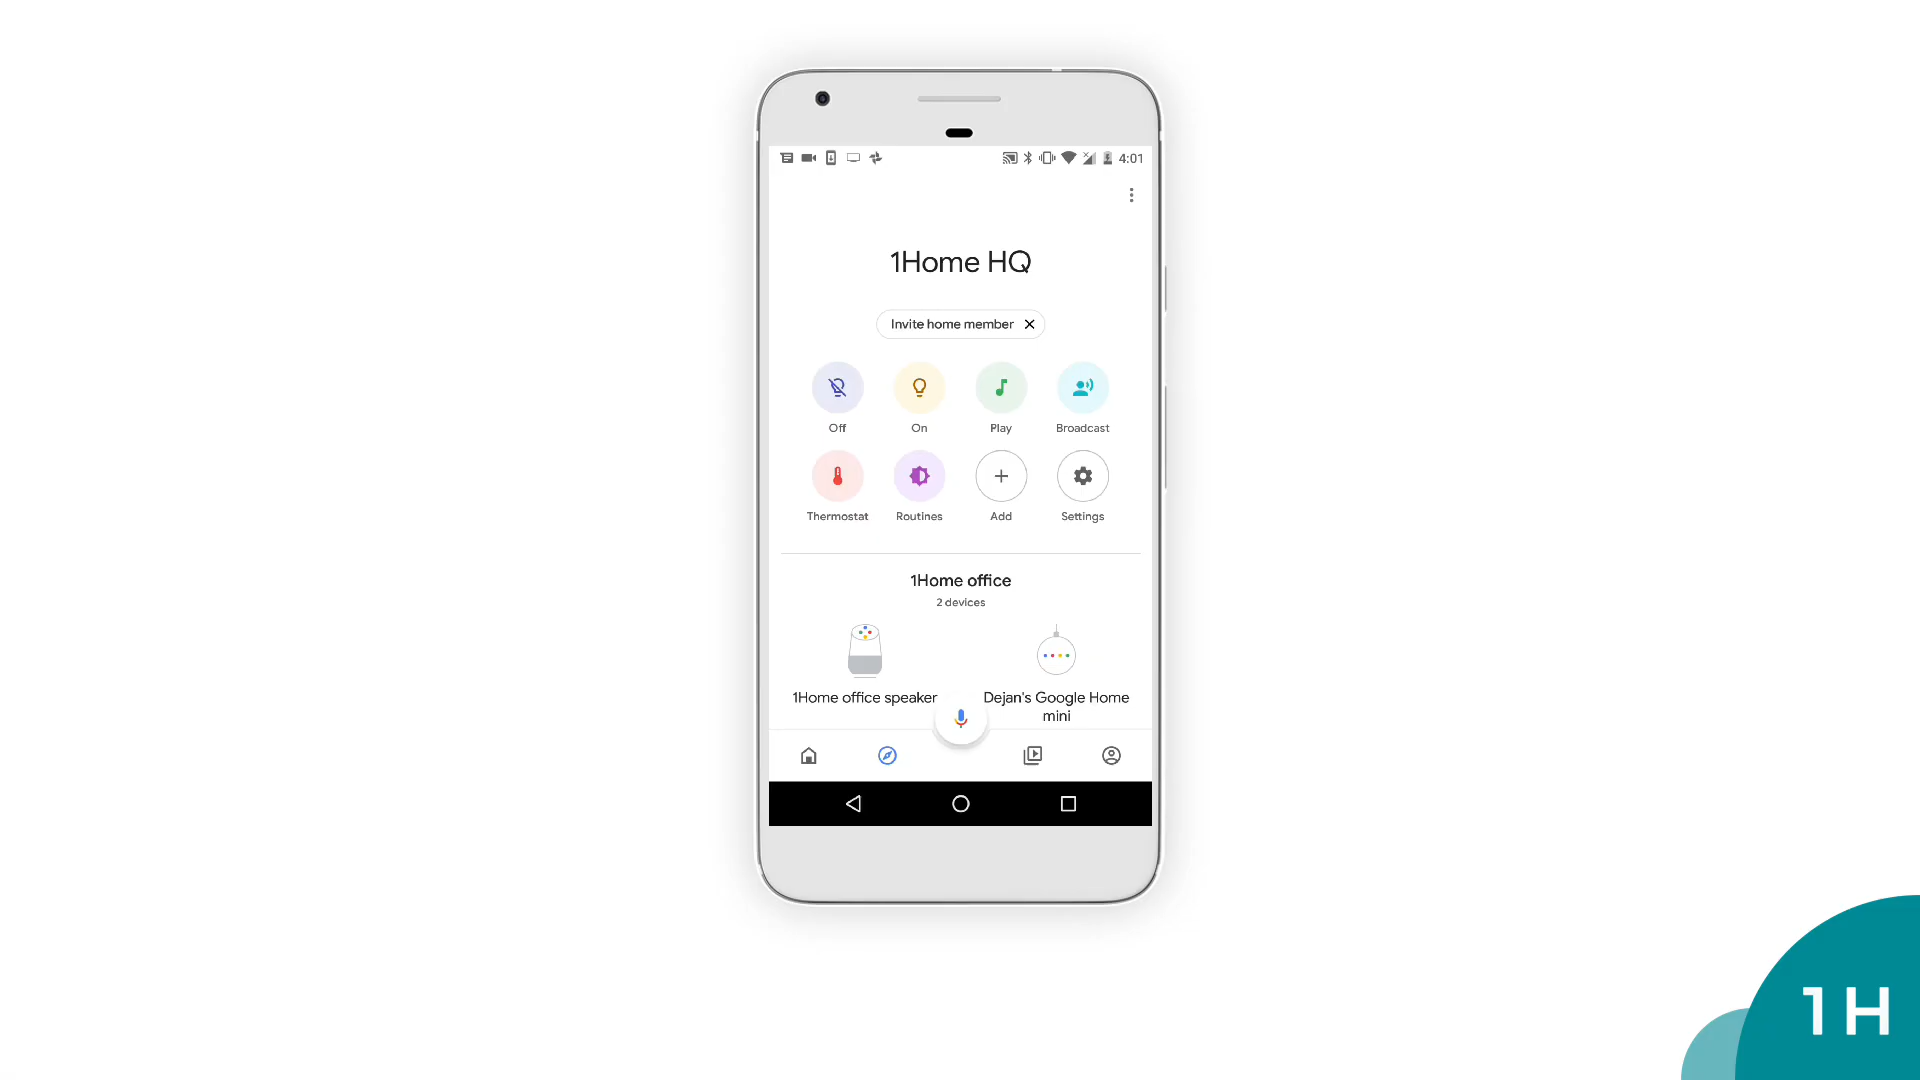 4:01
1Home HQ
Invite home member
Off On Play Broadcast
Thermostat Routines Add Settings
1Home office
2 devices
1Home office speaker Dejan's Google Home
mini
1H